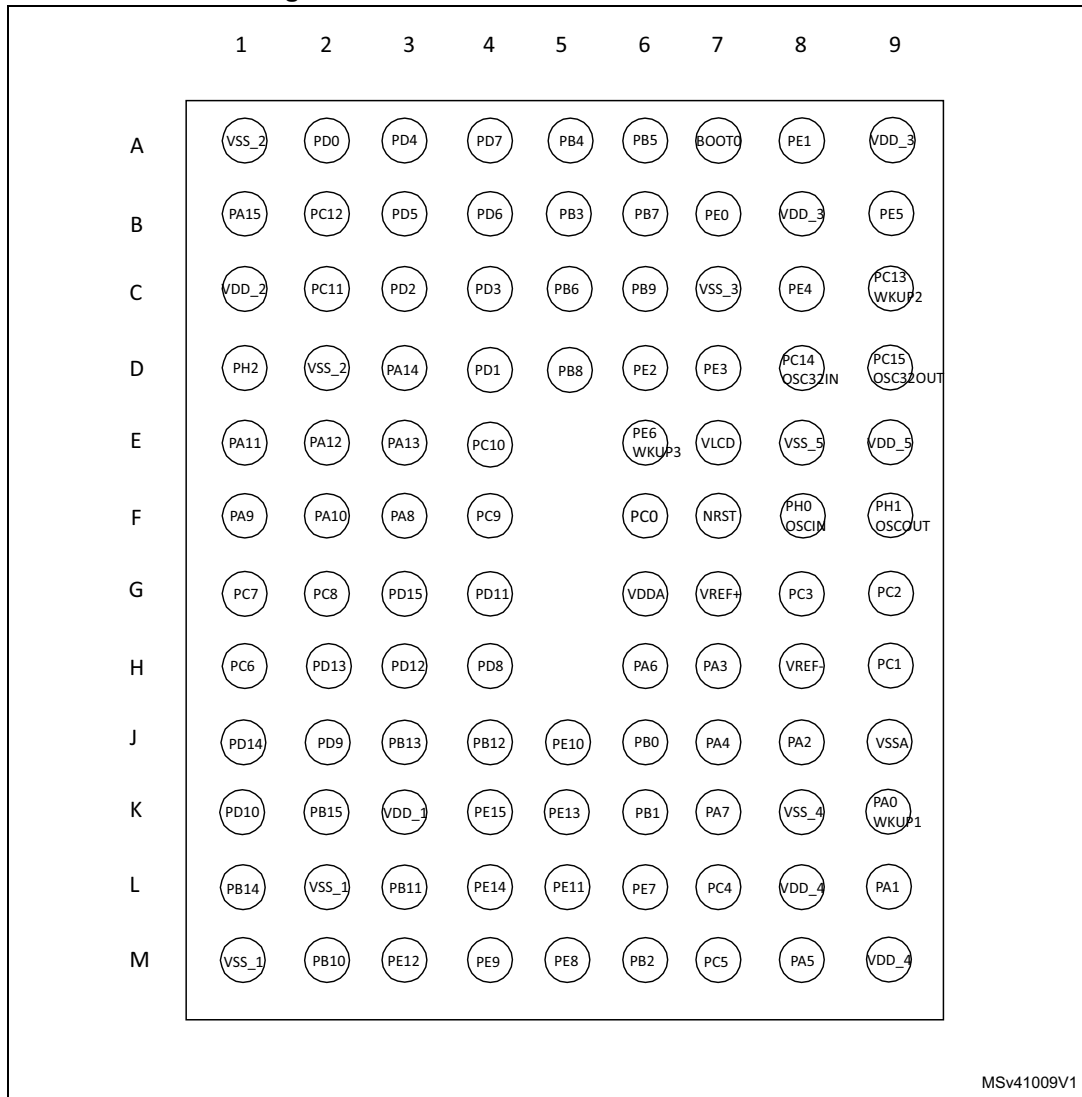 1 2 3 4 5 6 7 8 9
A VSS_2 PD0 PD4 PD7 PB4 PB5 BOOT0 PE1 VDD_3
B PA15 PC12 PD5 PD6 PB3 PB7 PE0 VDD_3 PE5
C VDD_2 PC11 PD2 PD3 PB6 PB9 VSS_3 PE4 PC13 WKUP2
D PH2 VSS_2 PA14 PD1 PB8 PE2 PE3 PC14 OSC32IN PC15 OSC32OUT
E PA11 PA12 PA13 PC10 PE6 WKUP3 VLCD VSS_5 VDD_5
F PA9 PA10 PA8 PC9 PC0 NRST PH0 OSCIN PH1 OSCOUT
G PC7 PC8 PD15 PD11 VDDA VREF+ PC3 PC2
H PC6 PD13 PD12 PD8 PA6 PA3 VREF- PC1
J PD14 PD9 PB13 PB12 PE10 PB0 PA4 PA2 VSSA
K PD10 PB15 VDD_1 PE15 PE13 PB1 PA7 VSS_4 PA0 WKUP1
L PB14 VSS_1 PB11 PE14 PE11 PE7 PC4 VDD_4 PA1
M VSS_1 PB10 PE12 PE9 PE8 PB2 PC5 PA5 VDD_4
MSv41009V1